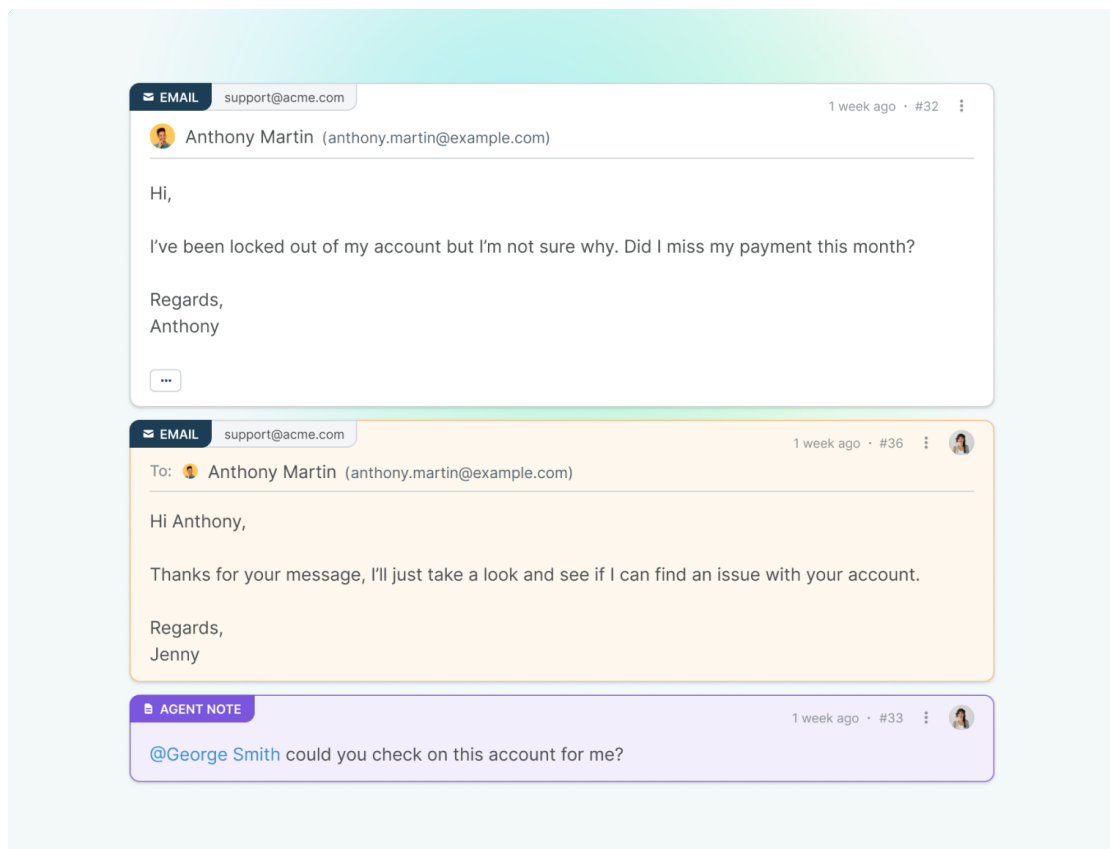 EMAIL support@acme.com
1 week ago · #32
Anthony Martin (anthony.martin@example.com)
Hi,
I’ve been locked out of my account but I’m not sure why. Did I miss my payment this month?
Regards,
Anthony
···
EMAIL support@acme.com
1 week ago · #36
To: Anthony Martin (anthony.martin@example.com)
Hi Anthony,
Thanks for your message, I’ll just take a look and see if I can find an issue with your account.
Regards,
Jenny
AGENT NOTE
1 week ago · #33
@George Smith could you check on this account for me?